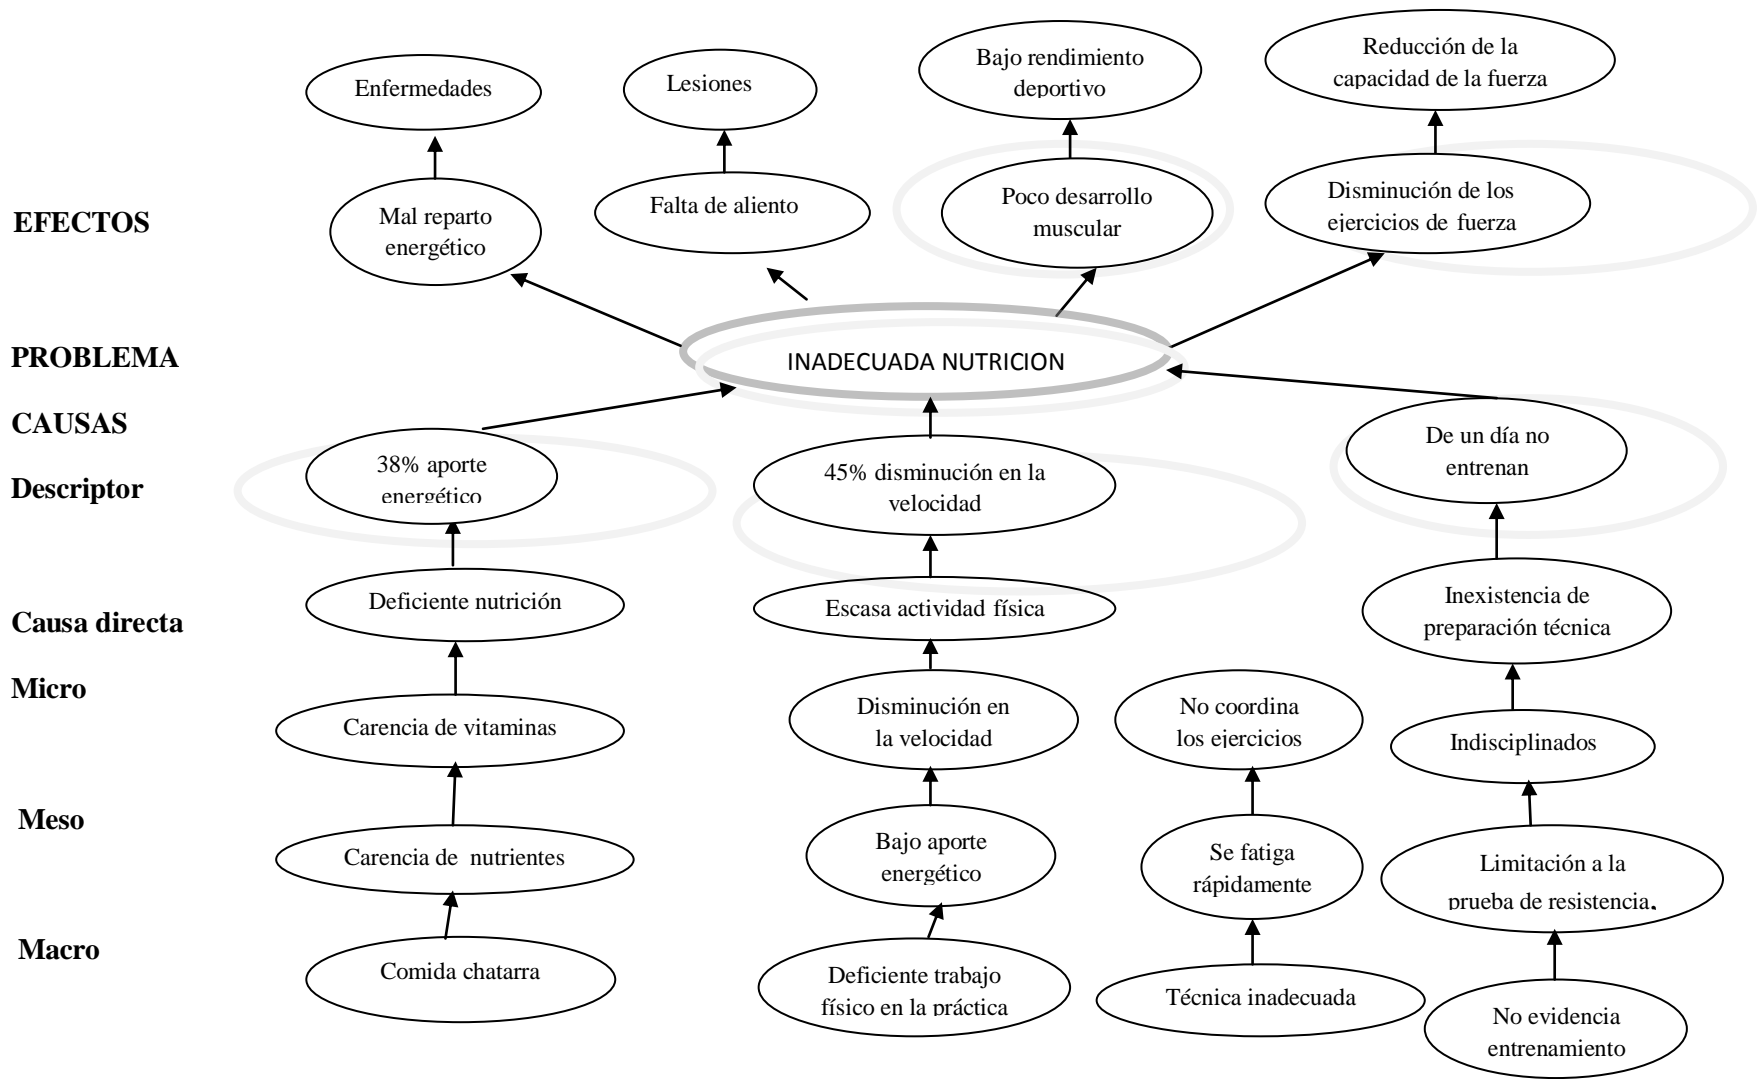 Enfermedades
Lesiones
Bajo rendimiento
deportivo
Reducción de la
capacidad de la fuerza
EFECTOS
Mal reparto
energético
Falta de aliento
Poco desarrollo
muscular
Disminución de los
ejercicios de fuerza
PROBLEMA
INADECUADA NUTRICION
CAUSAS
Descriptor
38% aporte
energético
45% disminución en la
velocidad
De un día no
entrenan
Causa directa
Deficiente nutrición
Escasa actividad física
Inexistencia de
preparación técnica
Micro
Carencia de vitaminas
Disminución en
la velocidad
No coordina
los ejercicios
Indisciplinados
Meso
Carencia de nutrientes
Bajo aporte
energético
Se fatiga
rápidamente
Limitación a la
prueba de resistencia.
Macro
Comida chatarra
Deficiente trabajo
físico en la práctica
Técnica inadecuada
No evidencia
entrenamiento